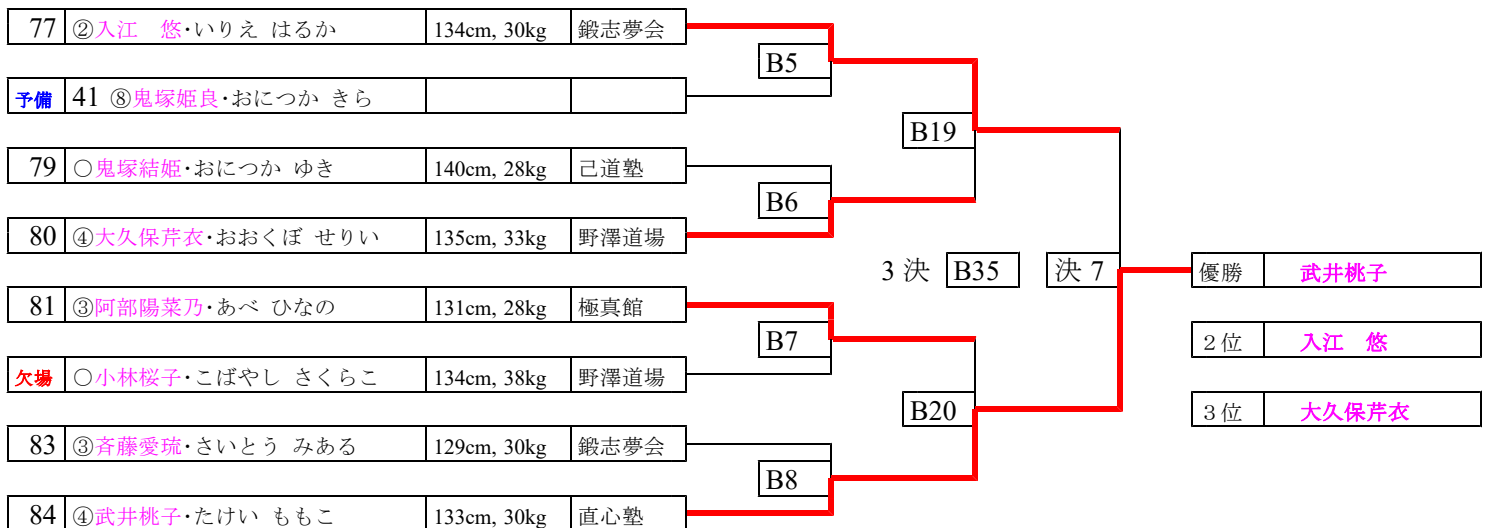 77 ②入江　悠・いりえ はるか 134cm, 30kg 鍛志夢会
B5
予備 41 ⑧鬼塚姫良・おにつか きら
B19
79 〇鬼塚結姫・おにつか ゆき 140cm, 28kg 己道塾
B6
80 ④大久保芹衣・おおくぼ せりい 135cm, 33kg 野澤道場
3決 B35 決7 優勝 武井桃子
81 ③阿部陽菜乃・あべ ひなの 131cm, 28kg 極真館
B7 2位 入江　悠
欠場 〇小林桜子・こばやし さくらこ 134cm, 38kg 野澤道場
B20 3位 大久保芹衣
83 ③斉藤愛琉・さいとう みある 129cm, 30kg 鍛志夢会
B8
84 ④武井桃子・たけい ももこ 133cm, 30kg 直心塾